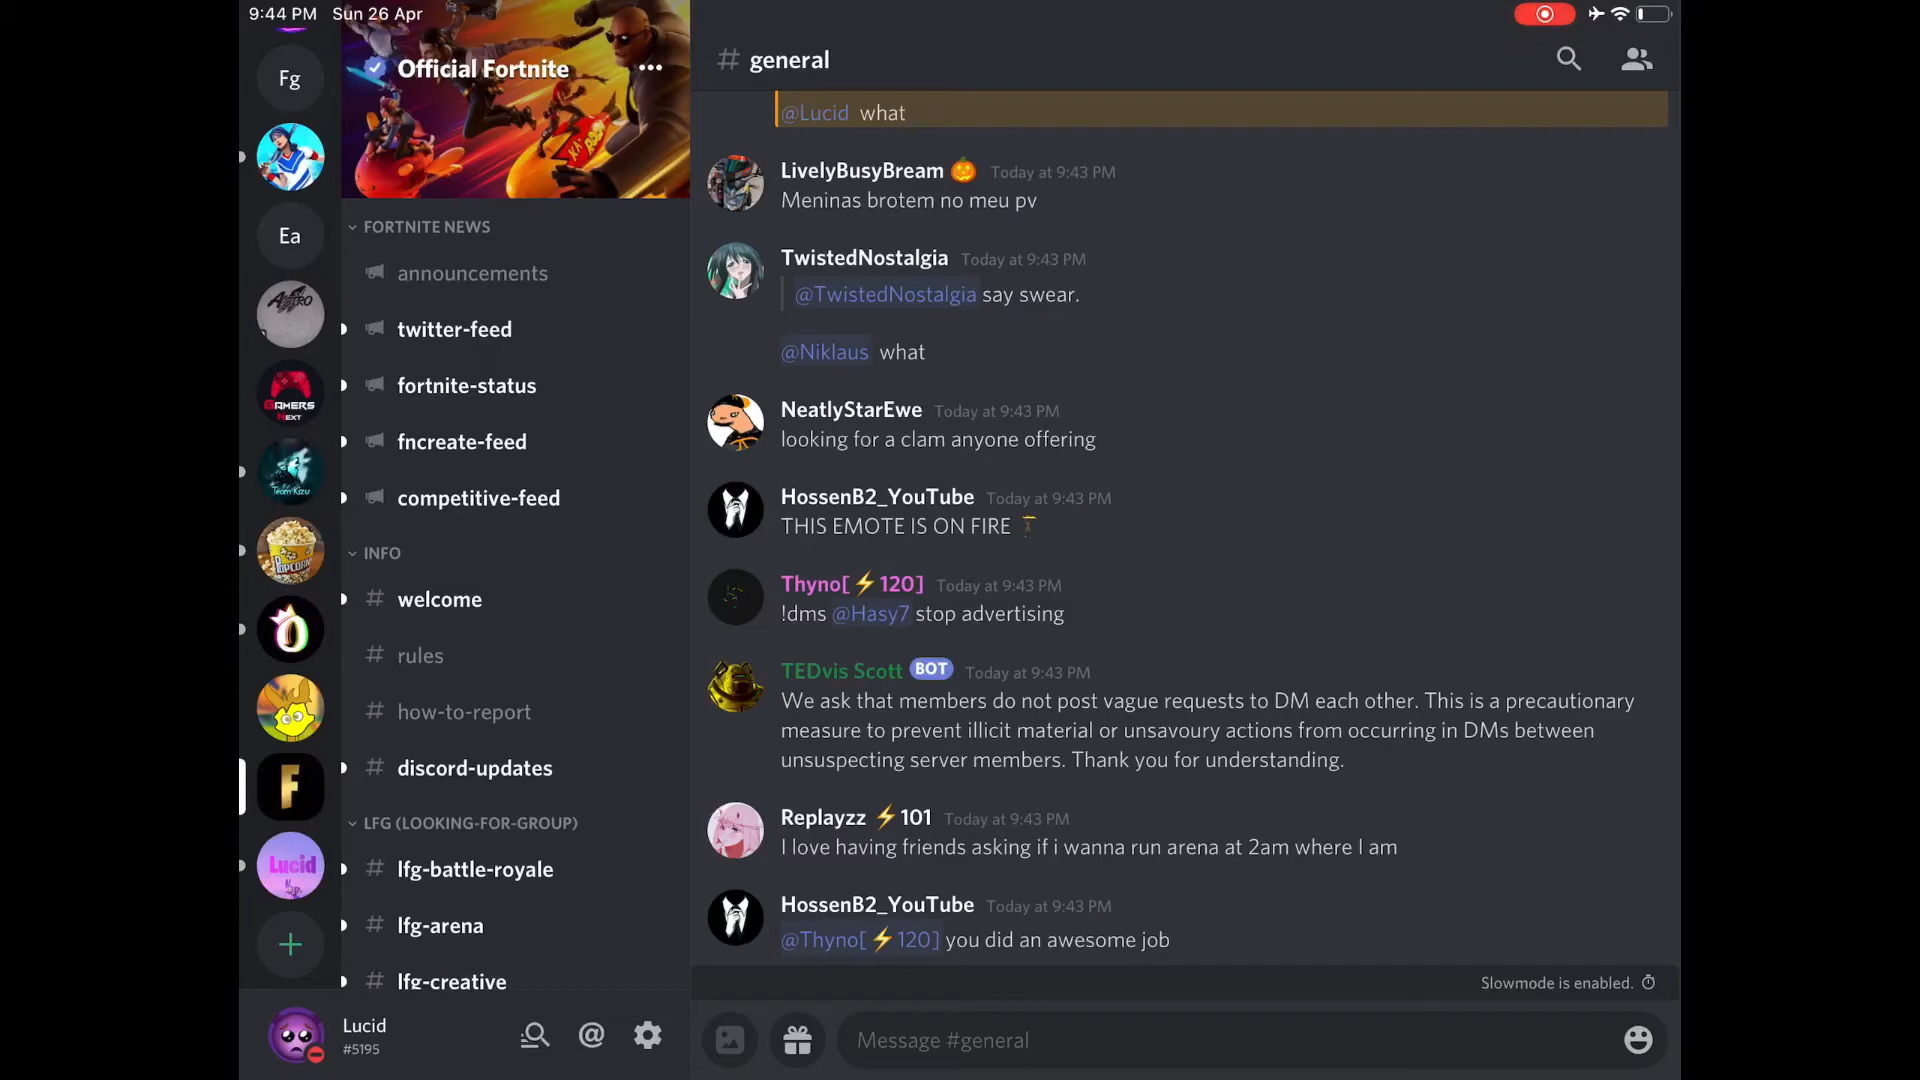 9:44 PM Sun 26 Apr
Fg
Ea
ASTRO
GAMERS
NEXT
TEAM KIZU
POPCORN
F
Lucid
Official Fortnite
KA-
FORTNITE NEWS
announcements
twitter-feed
fortnite-status
fncreate-feed
competitive-feed
INFO
welcome
rules
how-to-report
discord-updates
LFG (LOOKING-FOR-GROUP)
lfg-battle-royale
lfg-arena
lfg-creative
Lucid
#5195
# general
@Lucid what
LivelyBusyBream 🎃 Today at 9:43 PM
Meninas brotem no meu pv
TwistedNostalgia Today at 9:43 PM
@TwistedNostalgia say swear.
@Niklaus what
NeatlyStarEwe Today at 9:43 PM
looking for a clam anyone offering
HossenB2_YouTube Today at 9:43 PM
THIS EMOTE IS ON FIRE
Thyno[⚡120] Today at 9:43 PM
!dms @Hasy7 stop advertising
TEDvis Scott BOT Today at 9:43 PM
We ask that members do not post vague requests to DM each other. This is a precautionary
measure to prevent illicit material or unsavoury actions from occurring in DMs between
unsuspecting server members. Thank you for understanding.
Replayzz ⚡101 Today at 9:43 PM
I love having friends asking if i wanna run arena at 2am where I am
HossenB2_YouTube Today at 9:43 PM
@Thyno[⚡120] you did an awesome job
Slowmode is enabled.
Message #general